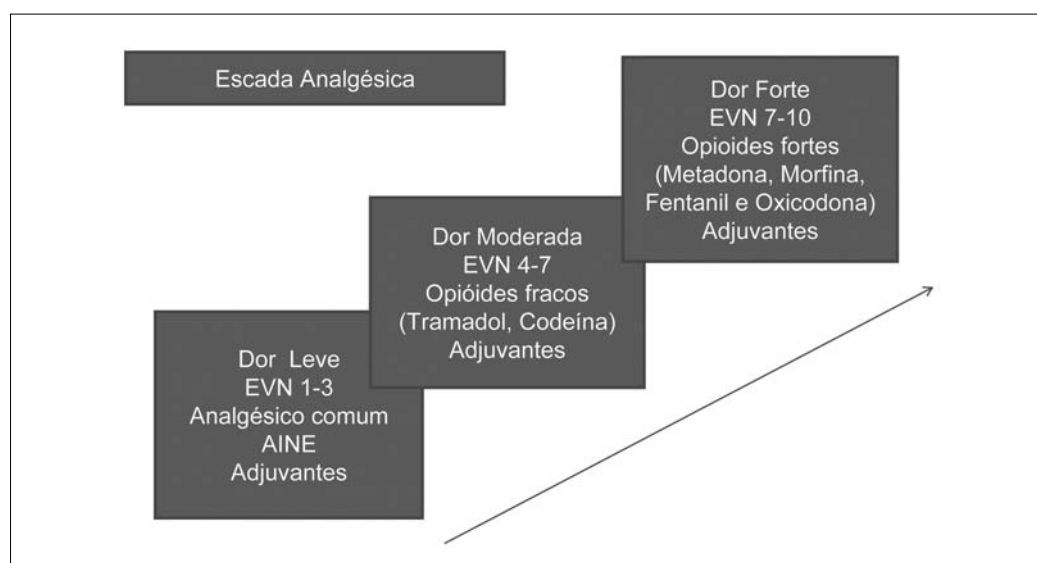 Escada Analgésica
Dor Forte
EVN 7-10
Opioides fortes
(Metadona, Morfina,
Fentanil e Oxicodona)
Adjuvantes
Dor Moderada
EVN 4-7
Opióides fracos
(Tramadol, Codeína)
Adjuvantes
Dor Leve
EVN 1-3
Analgésico comum
AINE
Adjuvantes